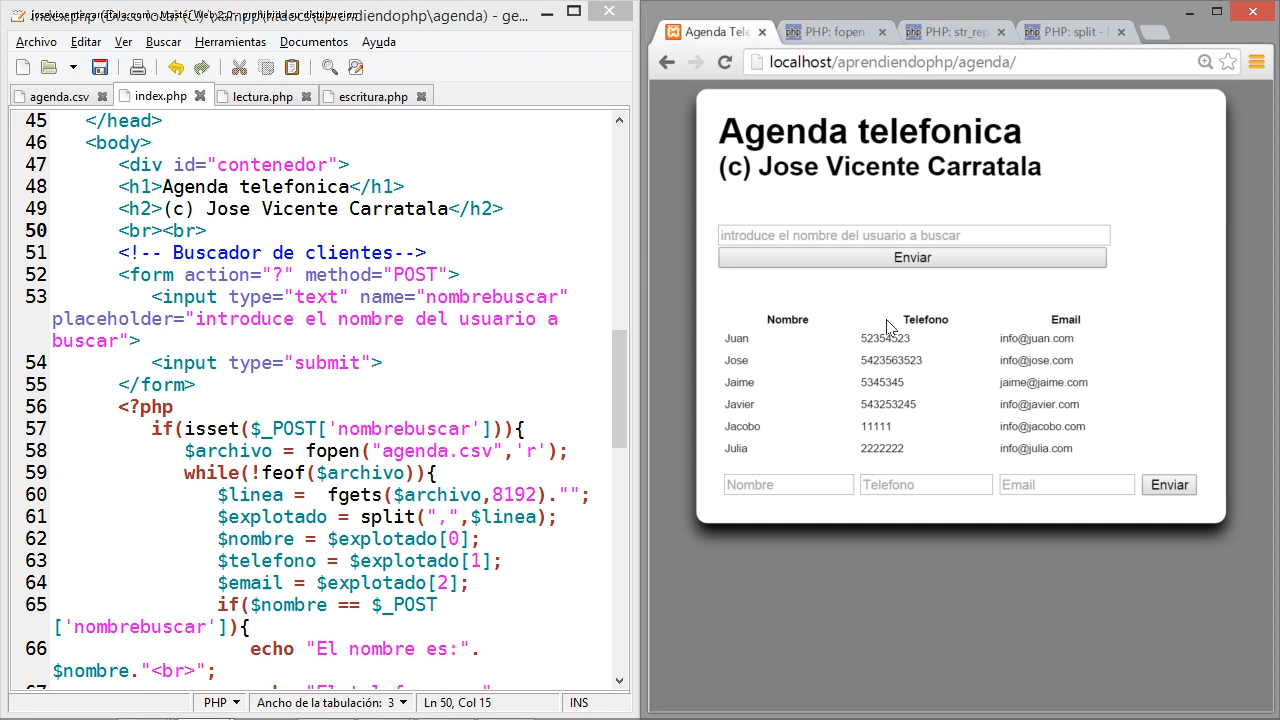 Archivo Editar Ver Buscar Herramientas Documentos Ayuda
agenda.csv index.php lectura.php escritura.php
45 </head>
46 <body>
47 <div id="contenedor">
48 <h1>Agenda telefonica</h1>
49 <h2>(c) Jose Vicente Carratala</h2>
50 <br><br>
51 <!-- Buscador de clientes-->
52 <form action="?" method="POST">
53 <input type="text" name="nombrebuscar"
placeholder="introduce el nombre del usuario a
buscar">
54 <input type="submit">
55 </form>
56 <?php
57 if(isset($_POST['nombrebuscar'])){
58 $archivo = fopen("agenda.csv",'r');
59 while(!feof($archivo)){
60 $linea =  fgets($archivo,8192)."";
61 $explotado = split(",",$linea);
62 $nombre = $explotado[0];
63 $telefono = $explotado[1];
64 $email = $explotado[2];
65 if($nombre == $_POST
['nombrebuscar']){
66 echo "El nombre es:".
$nombre."<br>";
PHP Ancho de la tabulación: 3 Ln 50, Col 15 INS
Agenda Tele PHP: fopen PHP: str_rep PHP: split -
localhost/aprendiendophp/agenda/
Agenda telefonica
(c) Jose Vicente Carratala
introduce el nombre del usuario a buscar
Enviar
Nombre Telefono Email
Juan 52354523 info@juan.com
Jose 5423563523 info@jose.com
Jaime 5345345 jaime@jaime.com
Javier 543253245 info@javier.com
Jacobo 11111 info@jacobo.com
Julia 2222222 info@julia.com
Nombre Telefono Email Enviar